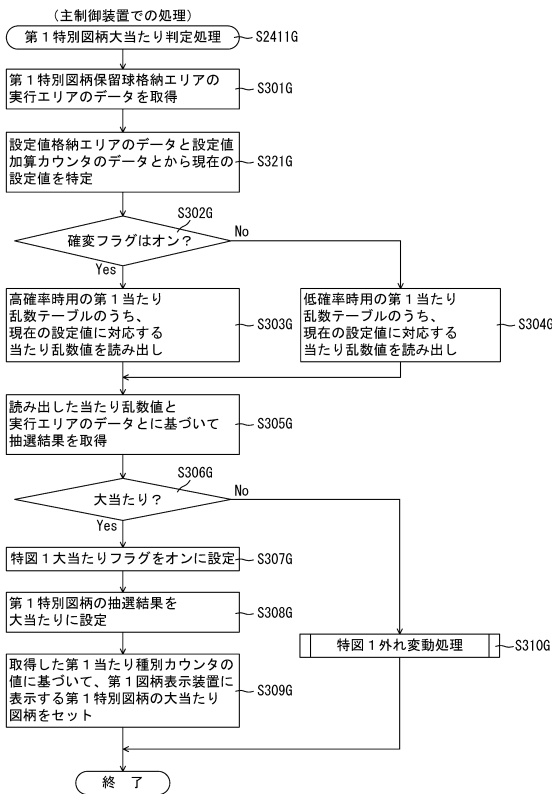 （主制御装置での処理）
第１特別図柄大当たり判定処理
S2411G
第１特別図柄保留球格納エリアの
実行エリアのデータを取得
S301G
設定値格納エリアのデータと設定値
加算カウンタのデータとから現在の
設定値を特定
S321G
S302G
確変フラグはオン？
No
Yes
高確率時用の第１当たり
乱数テーブルのうち、
現在の設定値に対応する
当たり乱数値を読み出し
S303G
低確率時用の第１当たり
乱数テーブルのうち、
現在の設定値に対応する
当たり乱数値を読み出し
S304G
読み出した当たり乱数値と
実行エリアのデータとに基づいて
抽選結果を取得
S305G
S306G
大当たり？
No
Yes
特図１大当たりフラグをオンに設定
S307G
第１特別図柄の抽選結果を
大当たりに設定
S308G
特図１外れ変動処理
S310G
取得した第１当たり種別カウンタの
値に基づいて、第１図柄表示装置に
表示する第１特別図柄の大当たり
図柄をセット
S309G
終　了